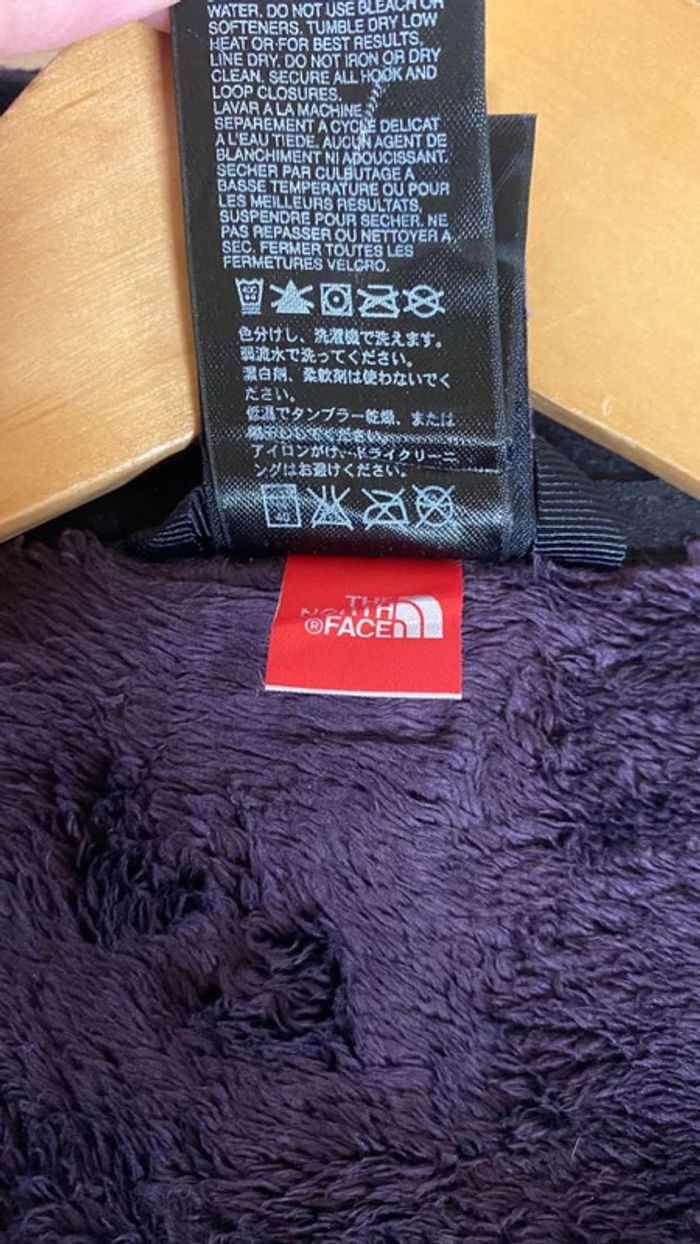 WATER. DO NOT USE BLEACH OR
SOFTENERS. TUMBLE DRY LOW
HEAT OR FOR BEST RESULTS,
LINE DRY. DO NOT IRON OR DRY
CLEAN. SECURE ALL HOOK AND
LOOP CLOSURES.
LAVAR A LA MACHINE
SEPAREMENT A CYCLE DELICAT
A L'EAU TIEDE. AUCUN AGENT DE
BLANCHIMENT NI ADOUCISSANT.
SECHER PAR CULBUTAGE A
BASSE TEMPERATURE OU POUR
LES MEILLEURS RESULTATS,
SUSPENDRE POUR SECHER. NE
PAS REPASSER OU NETTOYER A
SEC. FERMER TOUTES LES
FERMETURES VELCRO.
色分けし、洗濯機で洗えます。
弱流水で洗ってください。
漂白剤、柔軟剤は使わないでく
ださい。
低温でタンブラー乾燥、または
アイロンがけ、ドライクリーニ
ングはお避けください。
THE
NORTH
®FACE